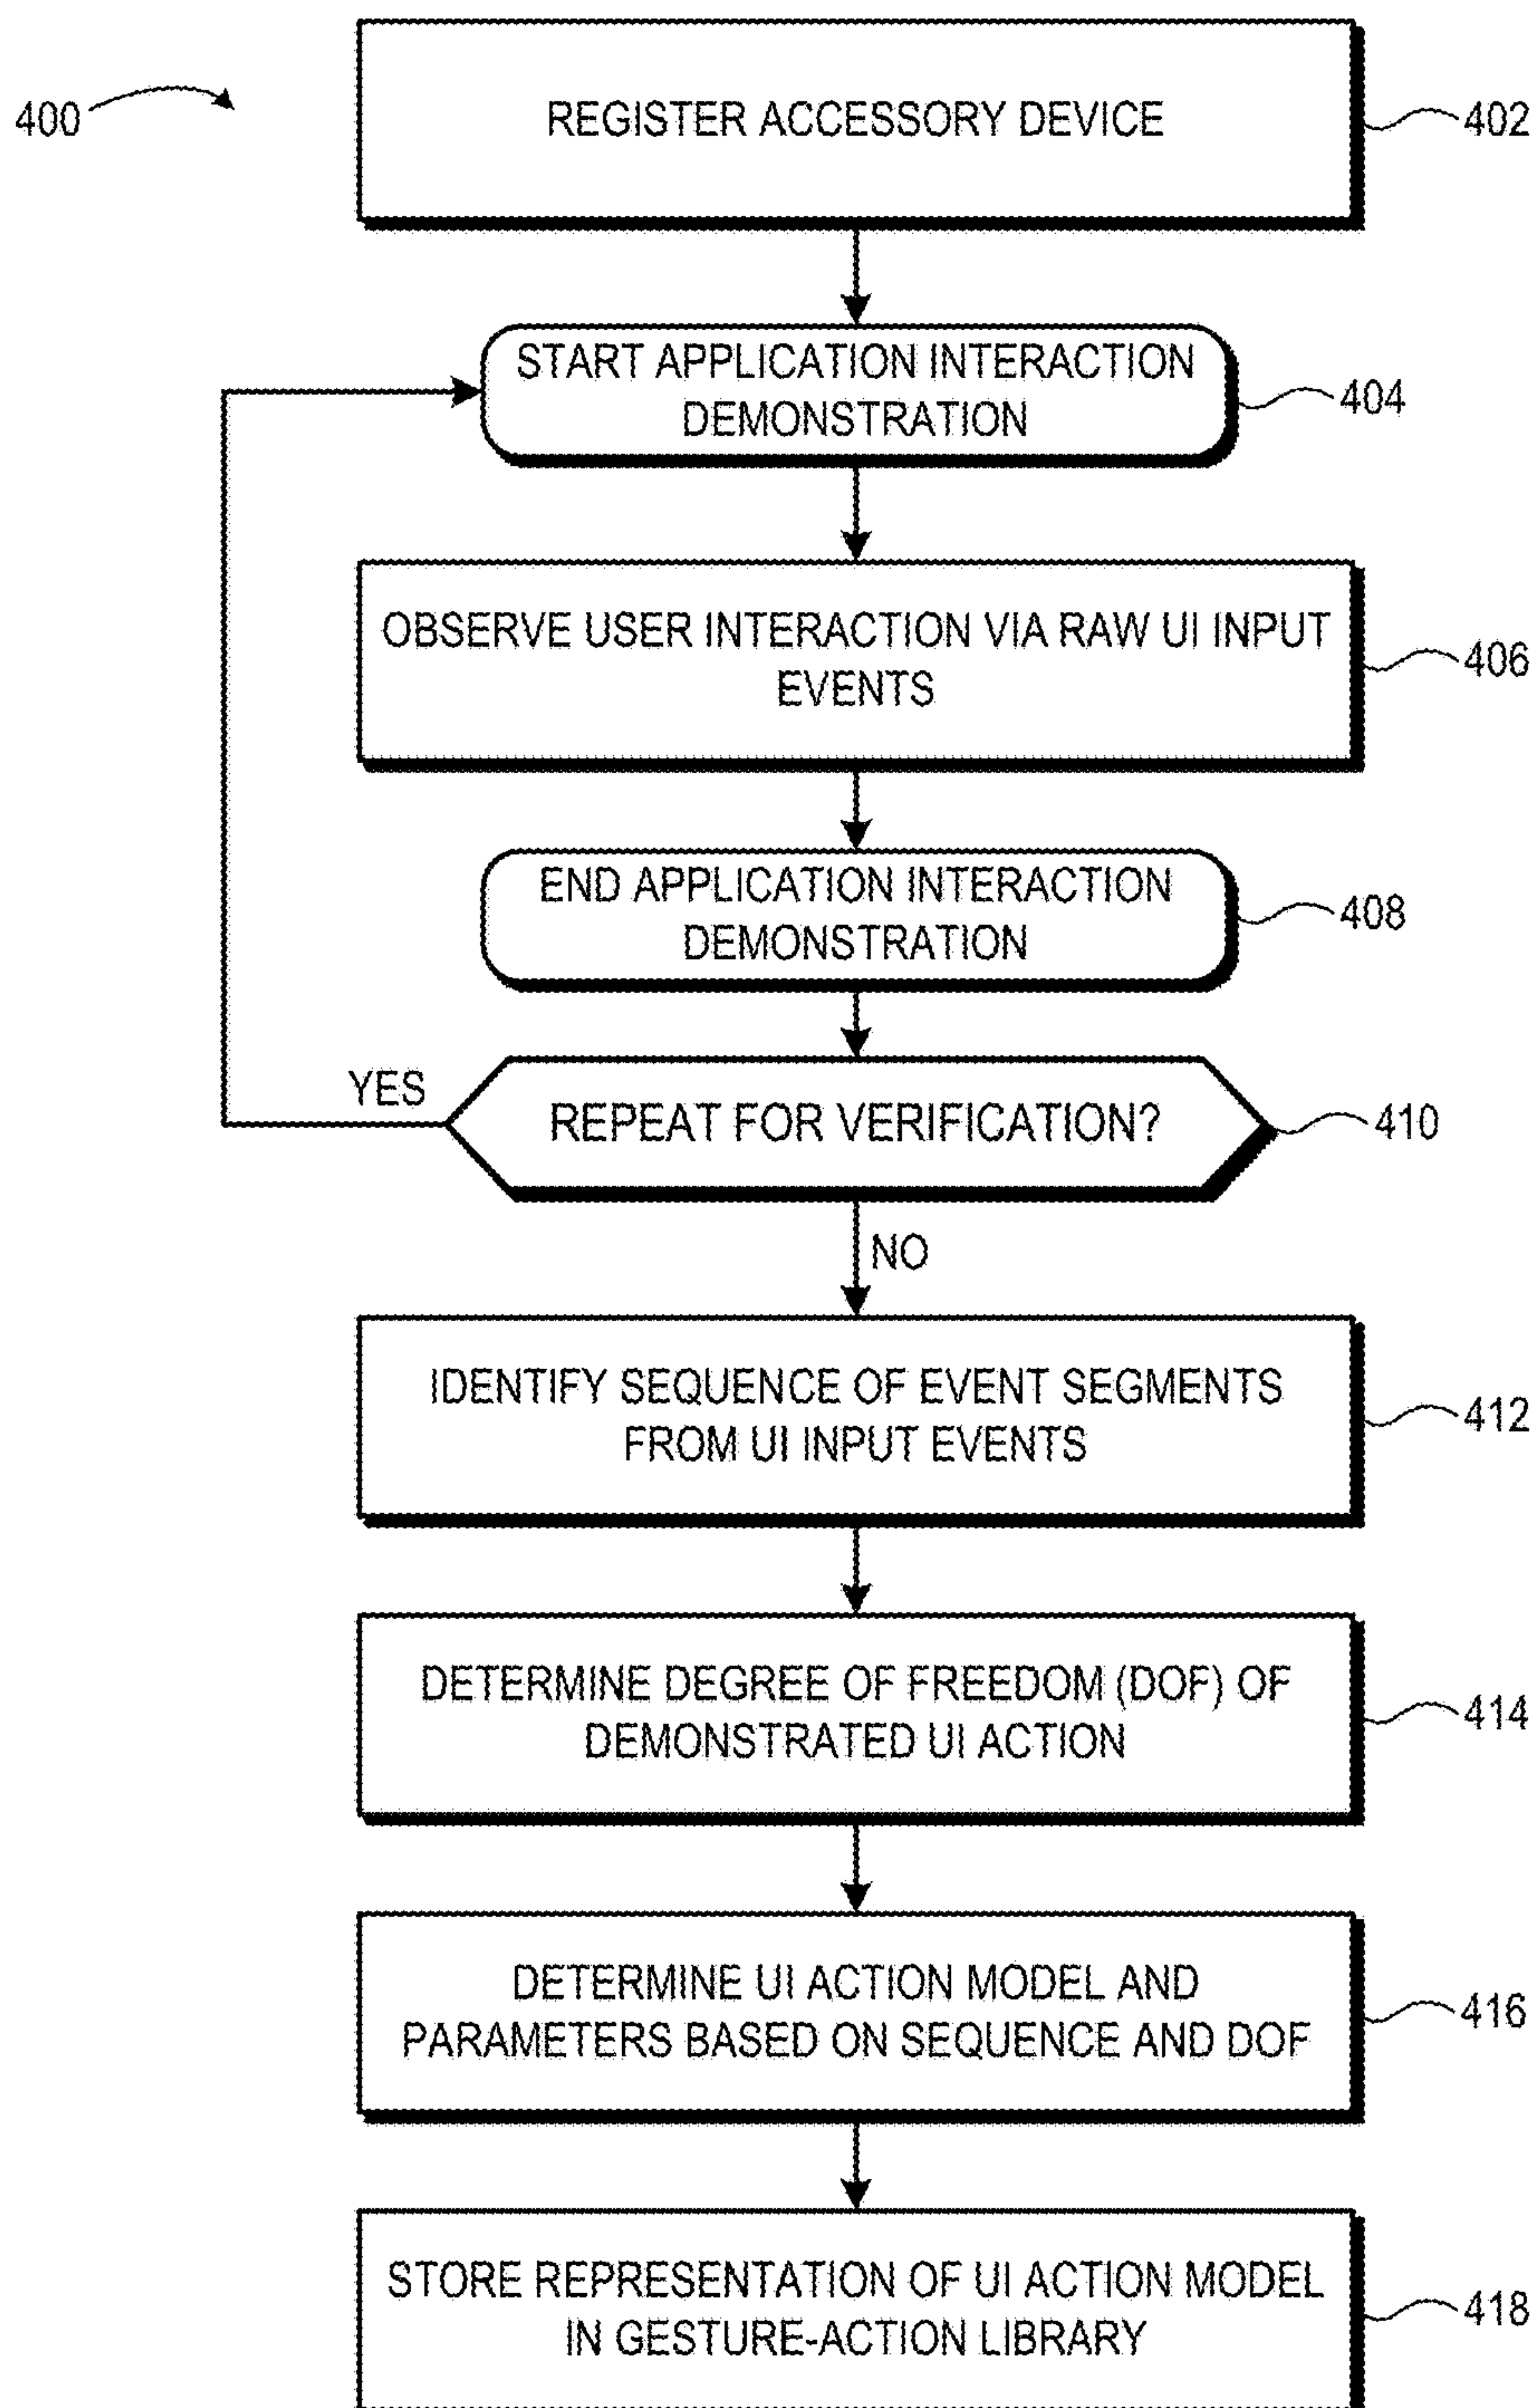 400
REGISTER ACCESSORY DEVICE
402
START APPLICATION INTERACTION
DEMONSTRATION
404
OBSERVE USER INTERACTION VIA RAW UI INPUT
EVENTS
406
END APPLICATION INTERACTION
DEMONSTRATION
408
YES
REPEAT FOR VERIFICATION?
410
NO
IDENTIFY SEQUENCE OF EVENT SEGMENTS
FROM UI INPUT EVENTS
412
DETERMINE DEGREE OF FREEDOM (DOF) OF
DEMONSTRATED UI ACTION
414
DETERMINE UI ACTION MODEL AND
PARAMETERS BASED ON SEQUENCE AND DOF
416
STORE REPRESENTATION OF UI ACTION MODEL
IN GESTURE-ACTION LIBRARY
418